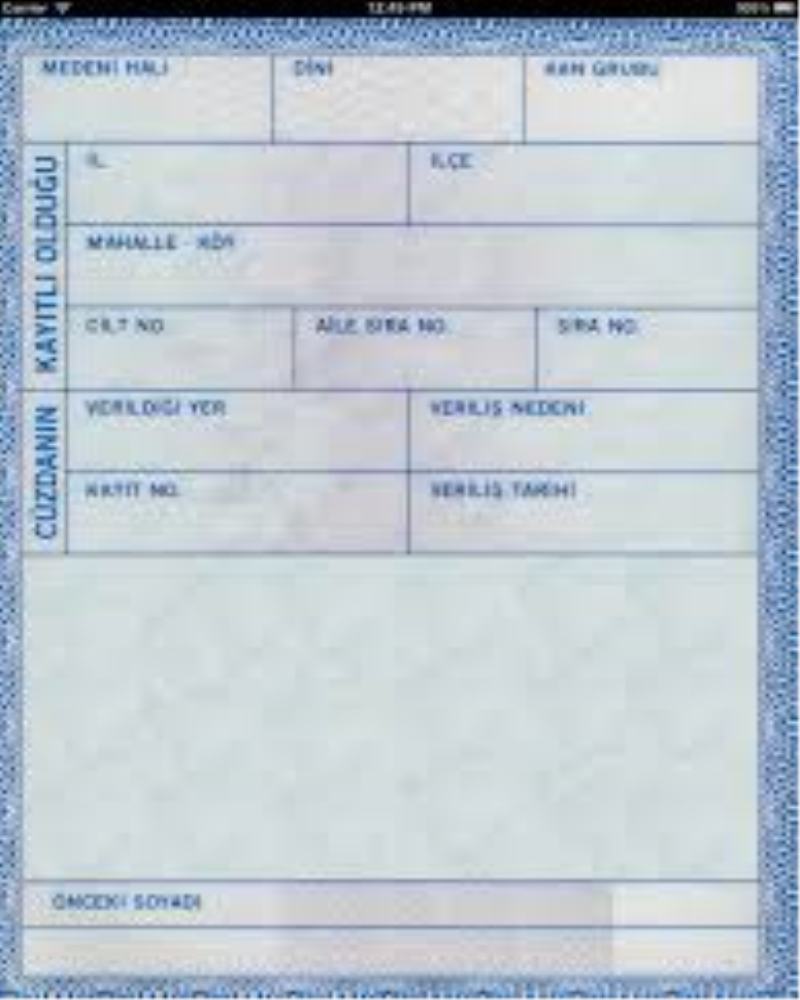 Carrier 12:49 PM 100%
MEDENİ HALİ DİNİ KAN GRUBU
KAYITLI OLDUĞU
İL İLÇE
MAHALLE - KÖY
CİLT NO. AİLE SIRA NO. SIRA NO.
CÜZDANIN
VERİLDİĞİ YER VERİLİŞ NEDENİ
KAYIT NO. VERİLİŞ TARİHİ
ÖNCEKİ SOYADI